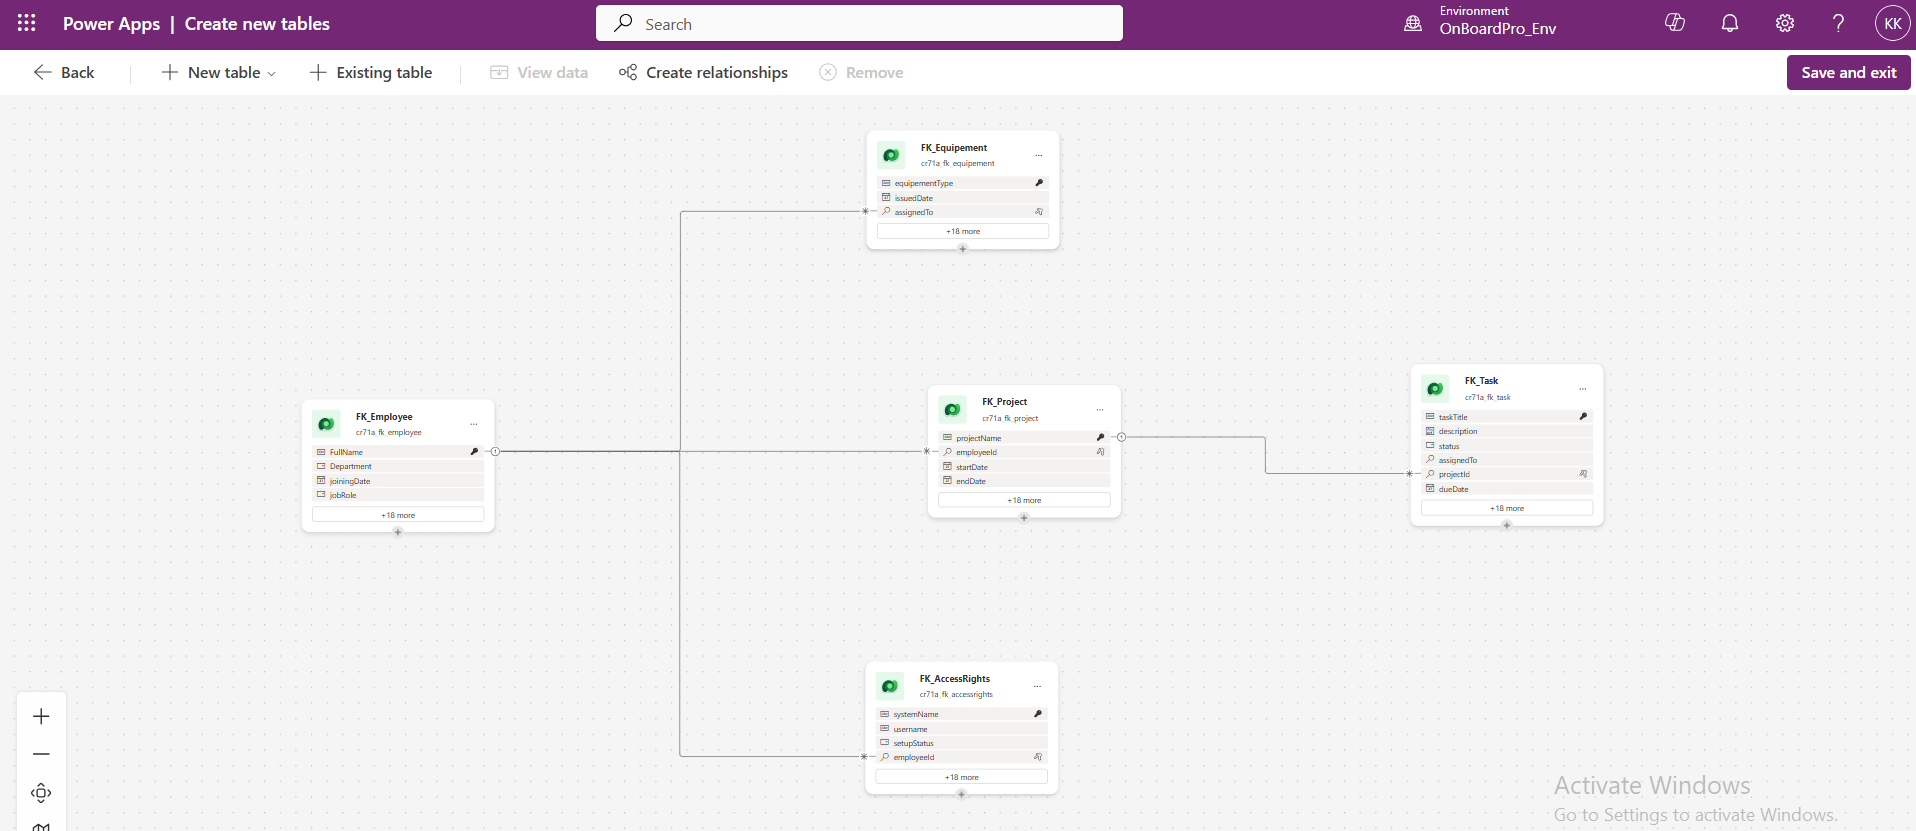 Power Apps | Create new tables
Search
Environment
OnBoardPro_Env
KK
Back
New table
Existing table
View data
Create relationships
Remove
Save and exit
FK_Equipement
cr71a_fk_equipement
equipementType
issuedDate
assignedTo
+18 more
FK_Employee
cr71a_fk_employee
FullName
Department
joiningDate
jobRole
+18 more
FK_Project
cr71a_fk_project
projectName
employeeId
startDate
endDate
+18 more
FK_Task
cr71a_fk_task
taskTitle
description
status
assignedTo
projectId
dueDate
+18 more
FK_AccessRights
cr71a_fk_accessrights
systemName
username
setupStatus
employeeId
+18 more
Activate Windows
Go to Settings to activate Windows.